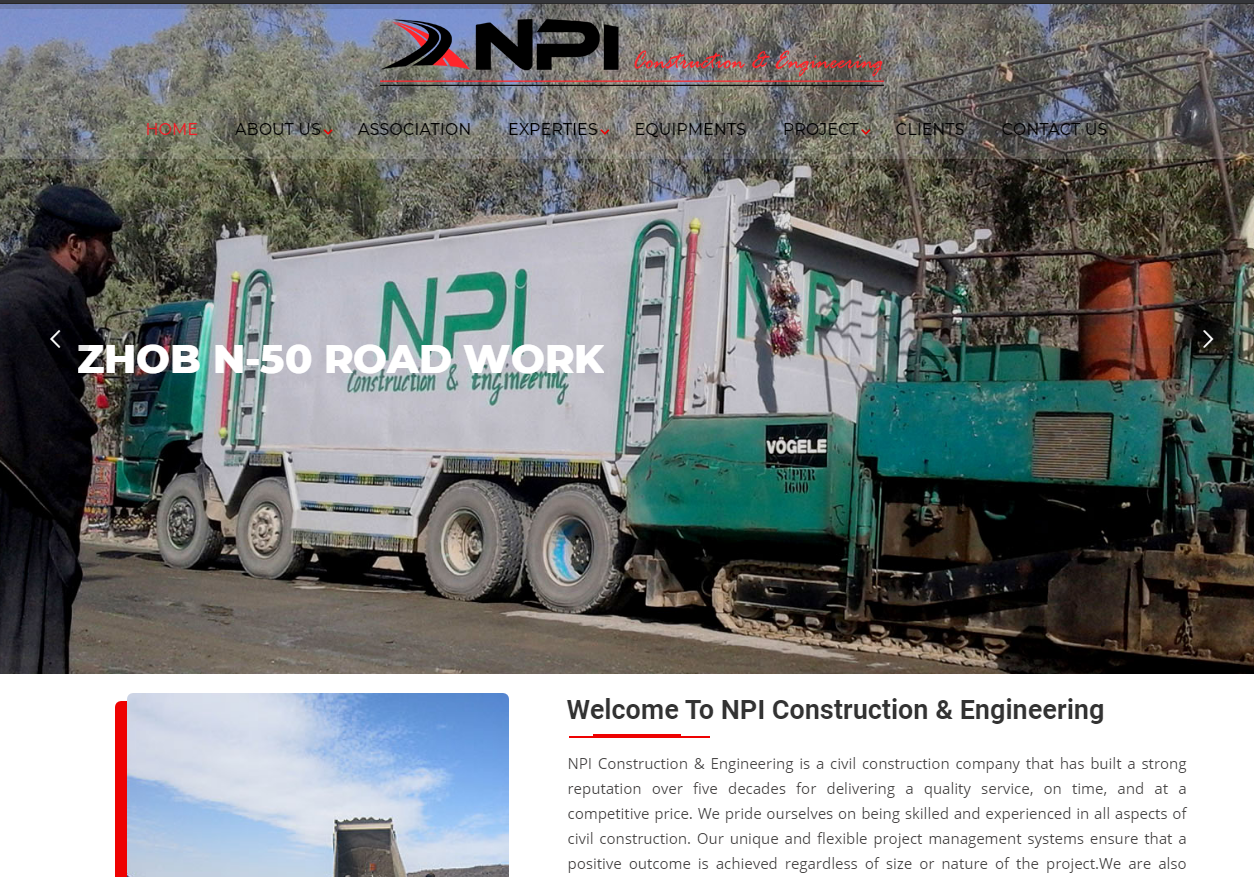 NPI Construction & Engineering
HOME ABOUT US ASSOCIATION EXPERTIES EQUIPMENTS PROJECT CLIENTS CONTACT US
NPI
NPI
ZHOB N-50 ROAD WORK
Construction & Engineering
VÖGELE
SUPER
1600
Welcome To NPI Construction & Engineering
NPI Construction & Engineering is a civil construction company that has built a strong
reputation over five decades for delivering a quality service, on time, and at a
competitive price. We pride ourselves on being skilled and experienced in all aspects of
civil construction. Our unique and flexible project management systems ensure that a
positive outcome is achieved regardless of size or nature of the project.We are also